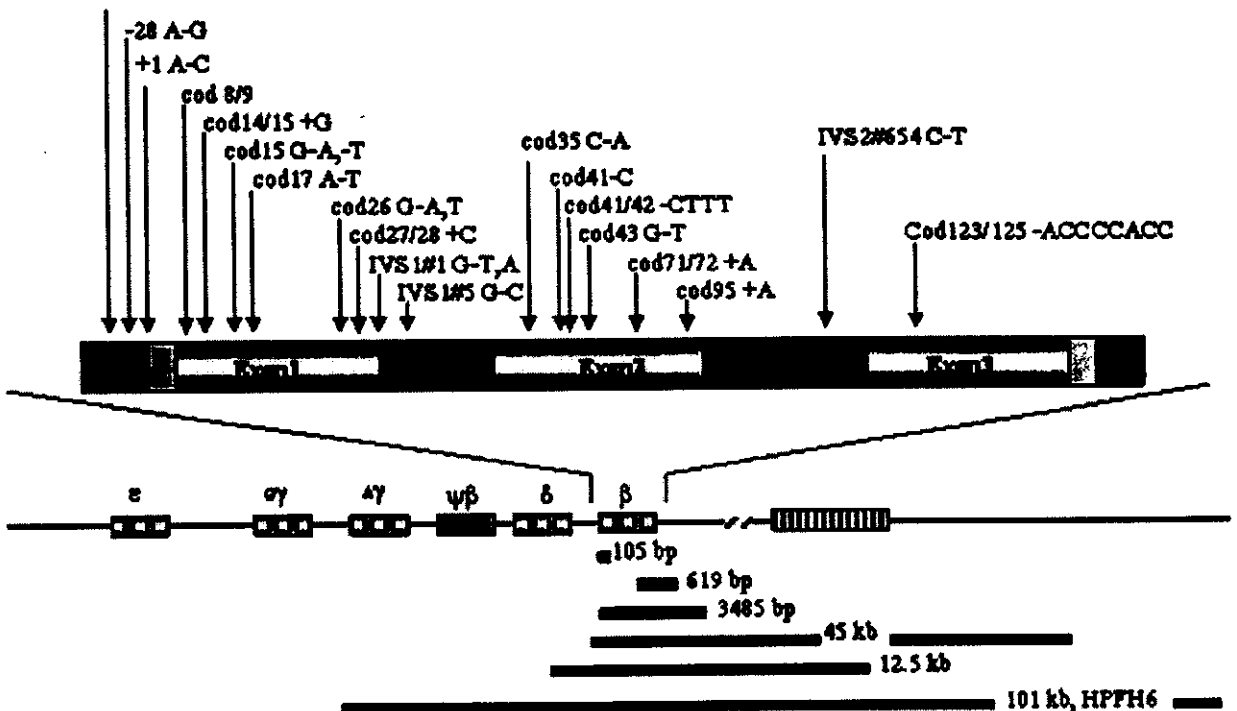 -28 A-G
+1 A-C
cod 8/9
cod14/15 +G
cod15 G-A,-T
cod17 A-T
cod26 G-A,T
cod27/28 +C
IVS1#1 G-T,A
IVS1#5 G-C
cod35 C-A
cod41-C
cod41/42 -CTTT
cod43 G-T
cod71/72 +A
cod95 +A
IVS2#654 C-T
Cod123/125 -ACCCCACC
Exon1 Exon2 Exon3
ε Gγ Aγ ψβ δ β
105 bp
619 bp
3485 bp
45 kb
12.5 kb
101 kb, HPFH6